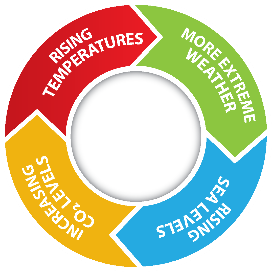 RISING
TEMPERATURES
MORE EXTREME
WEATHER
RISING
SEA LEVELS
INCREASING
CO₂ LEVELS